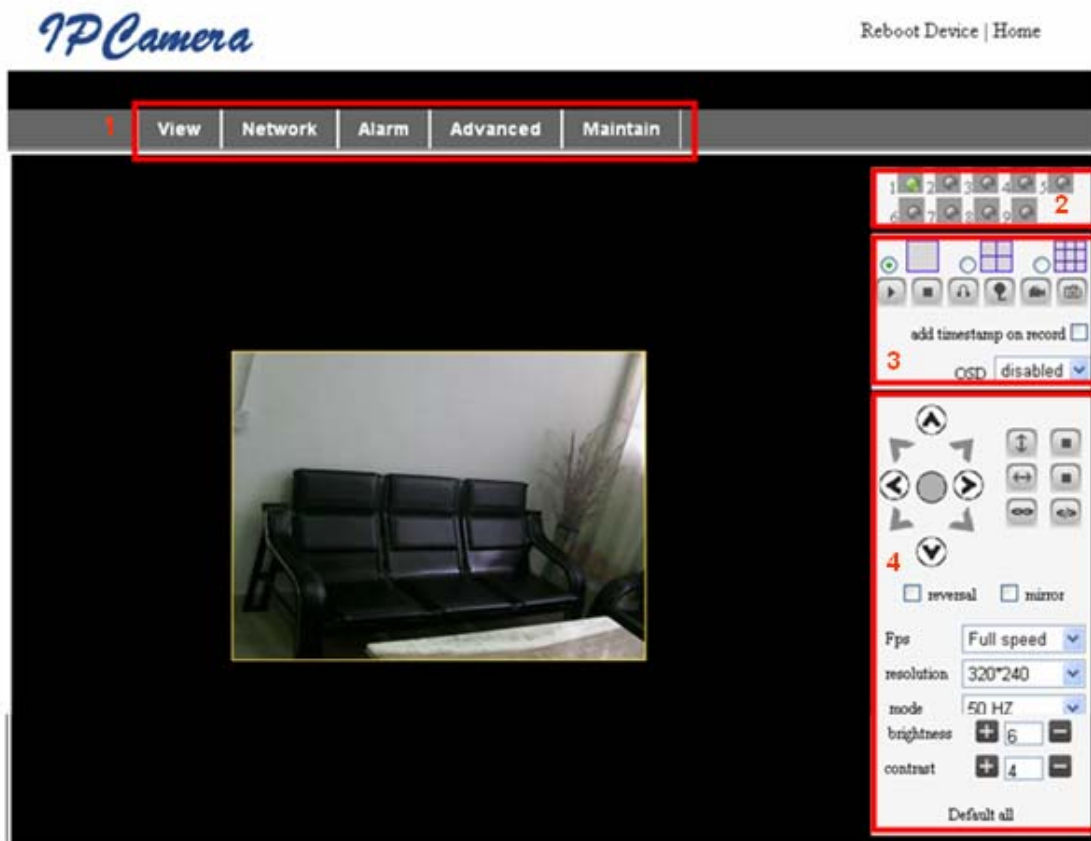 IPCamera
Reboot Device | Home
1 View Network Alarm Advanced Maintain
1 2 3 4 5
6 7 8 9
2
add timestamp on record
3
OSD disabled
4
reversal mirror
Fps Full speed
resolution 320*240
mode 50 HZ
brightness 6
contrast 4
Default all